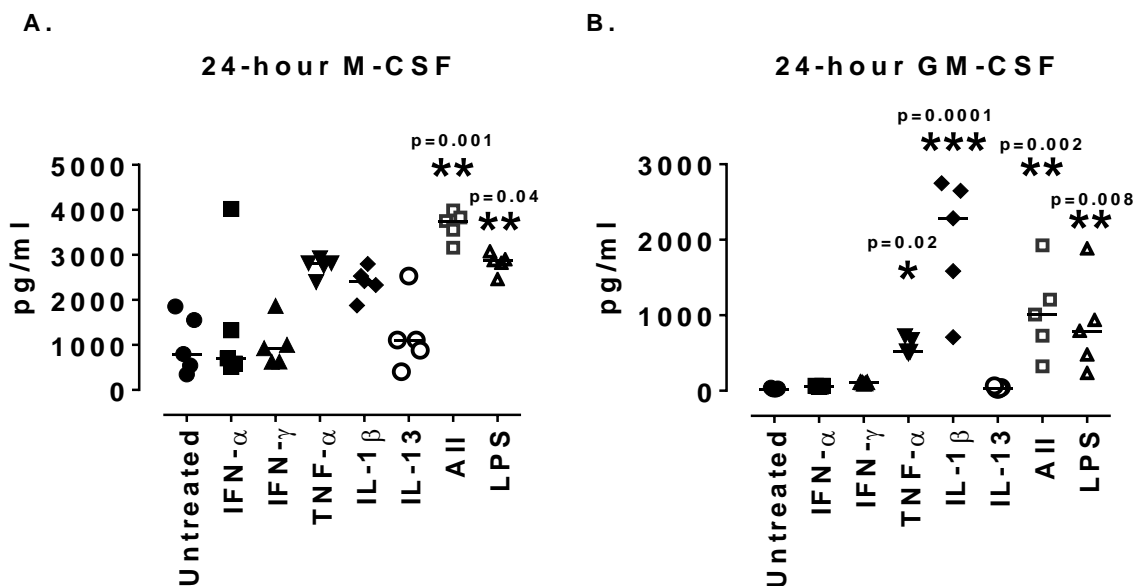 A.
24-hour M-CSF
pg/ml
5000
4000
3000
2000
1000
0
p=0.001
**
p=0.04
**
Untreated
IFN-α
IFN-γ
TNF-α
IL-1β
IL-13
All
LPS
B.
24-hour GM-CSF
pg/ml
3000
2000
1000
0
p=0.02
*
p=0.0001
***
p=0.002
**
p=0.008
**
Untreated
IFN-α
IFN-γ
TNF-α
IL-1β
IL-13
All
LPS